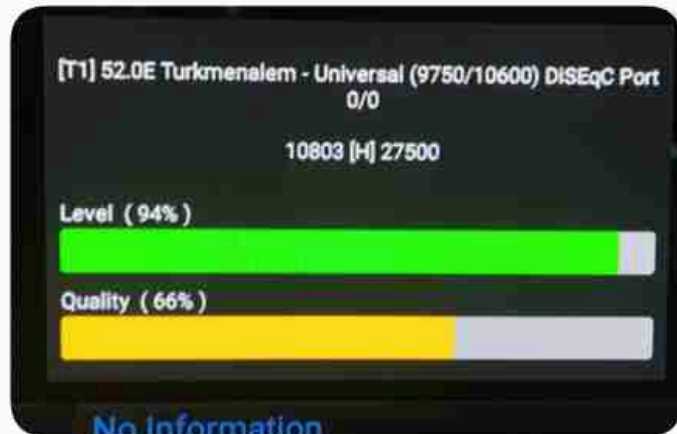 [T1] 52.0E Turkmenalem - Universal (9750/10600) DiSEqC Port
0/0
10803 [H] 27500
Level ( 94% )
Quality ( 66% )
No Information